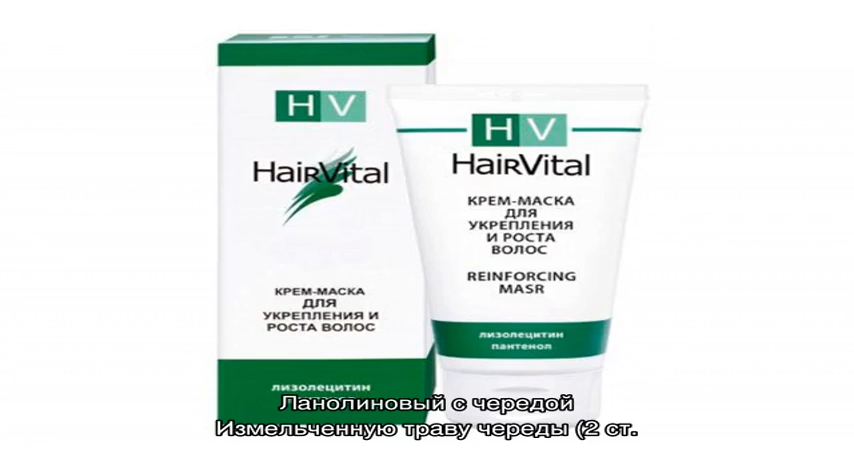 HV
HairVital
КРЕМ-МАСКА
ДЛЯ
УКРЕПЛЕНИЯ И
РОСТА ВОЛОС
лизолецитин
HV
HairVital
КРЕМ-МАСКА
ДЛЯ
УКРЕПЛЕНИЯ
И РОСТА
ВОЛОС
REINFORCING
MASR
лизолецитин
пантенол
Ланолиновый с чередой
Измельченную траву череды (2 ст.